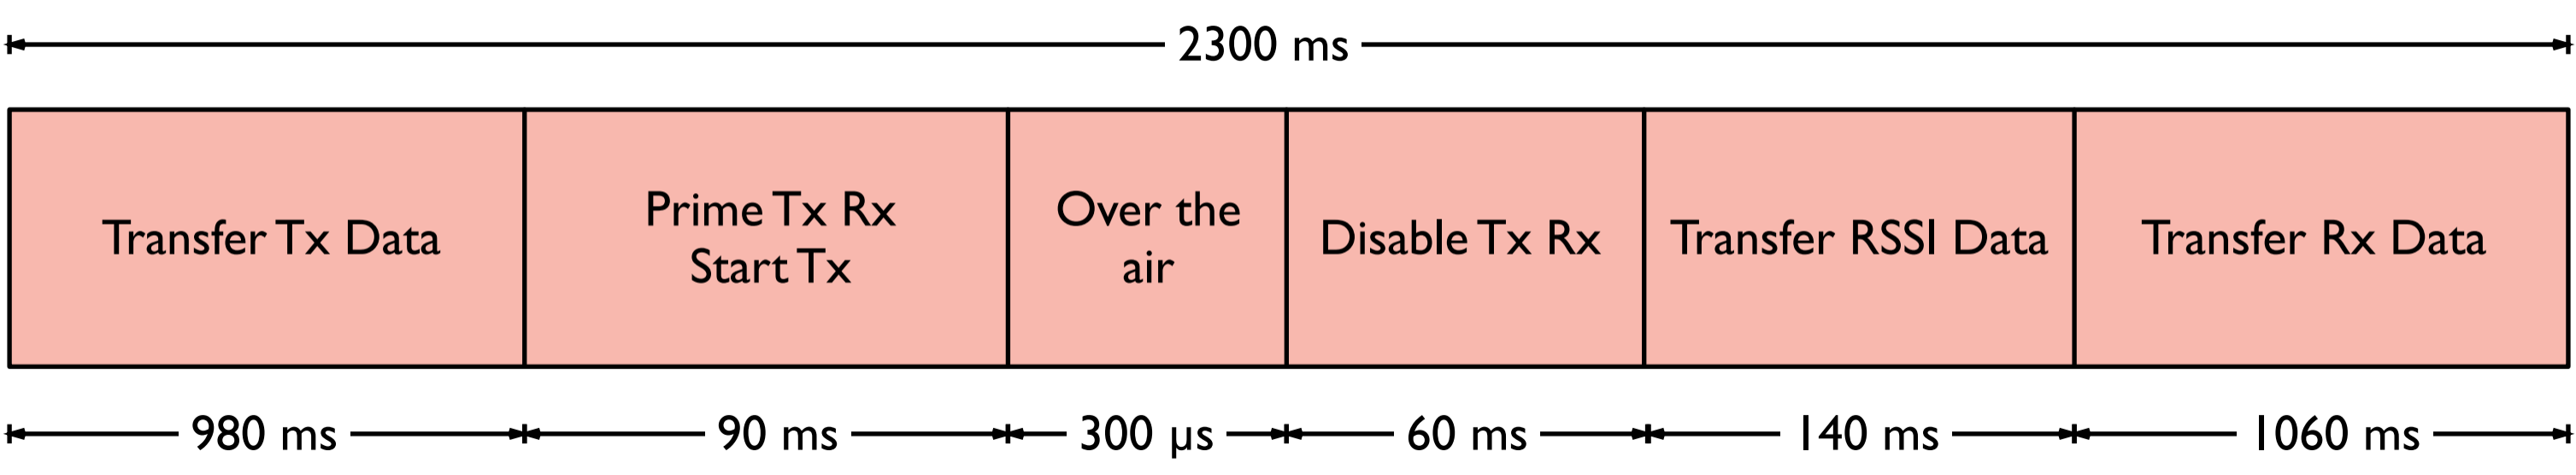 2300 ms
Transfer Tx Data
Prime Tx Rx
Start Tx
Over the
air
Disable Tx Rx
Transfer RSSI Data
Transfer Rx Data
980 ms
90 ms
300 µs
60 ms
140 ms
1060 ms